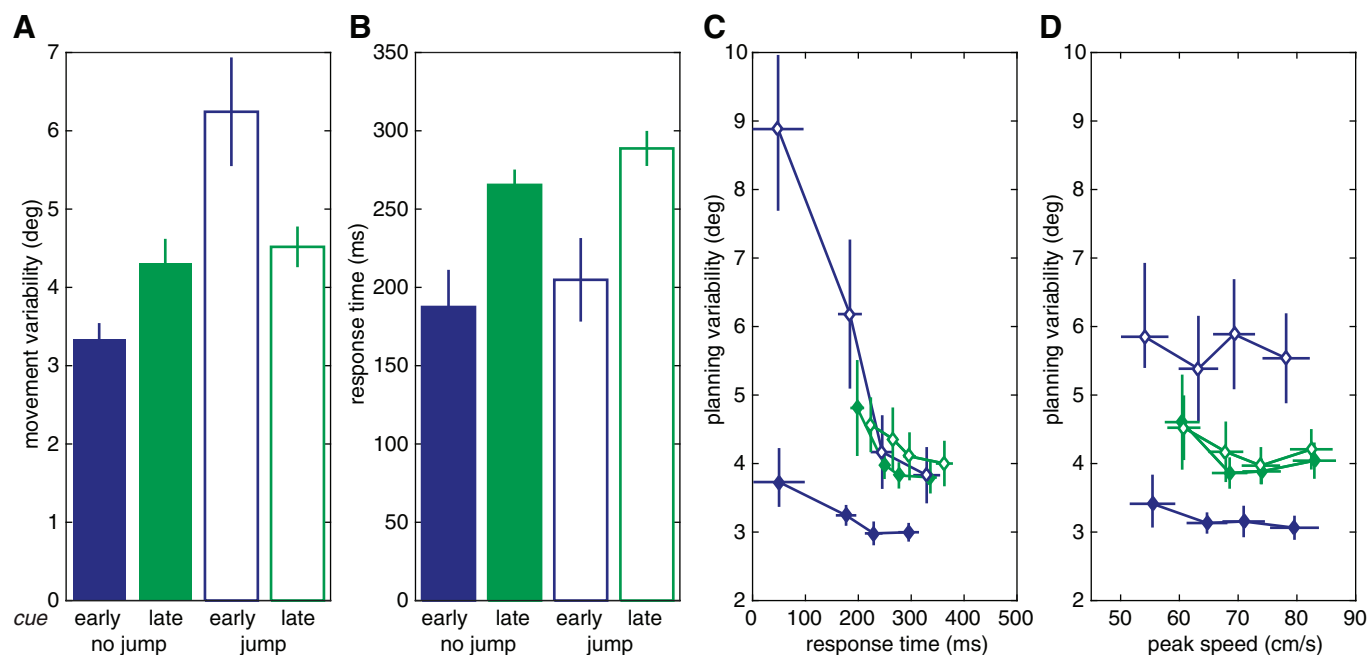 A
B
C
D
movement variability (deg)
7
6
5
4
3
2
1
0
cue
early
late
early
late
no jump
jump
response time (ms)
350
300
250
200
150
100
50
0
early
late
early
late
no jump
jump
planning variability (deg)
10
9
8
7
6
5
4
3
2
0 100 200 300 400 500
response time (ms)
planning variability (deg)
10
9
8
7
6
5
4
3
2
50 60 70 80 90
peak speed (cm/s)